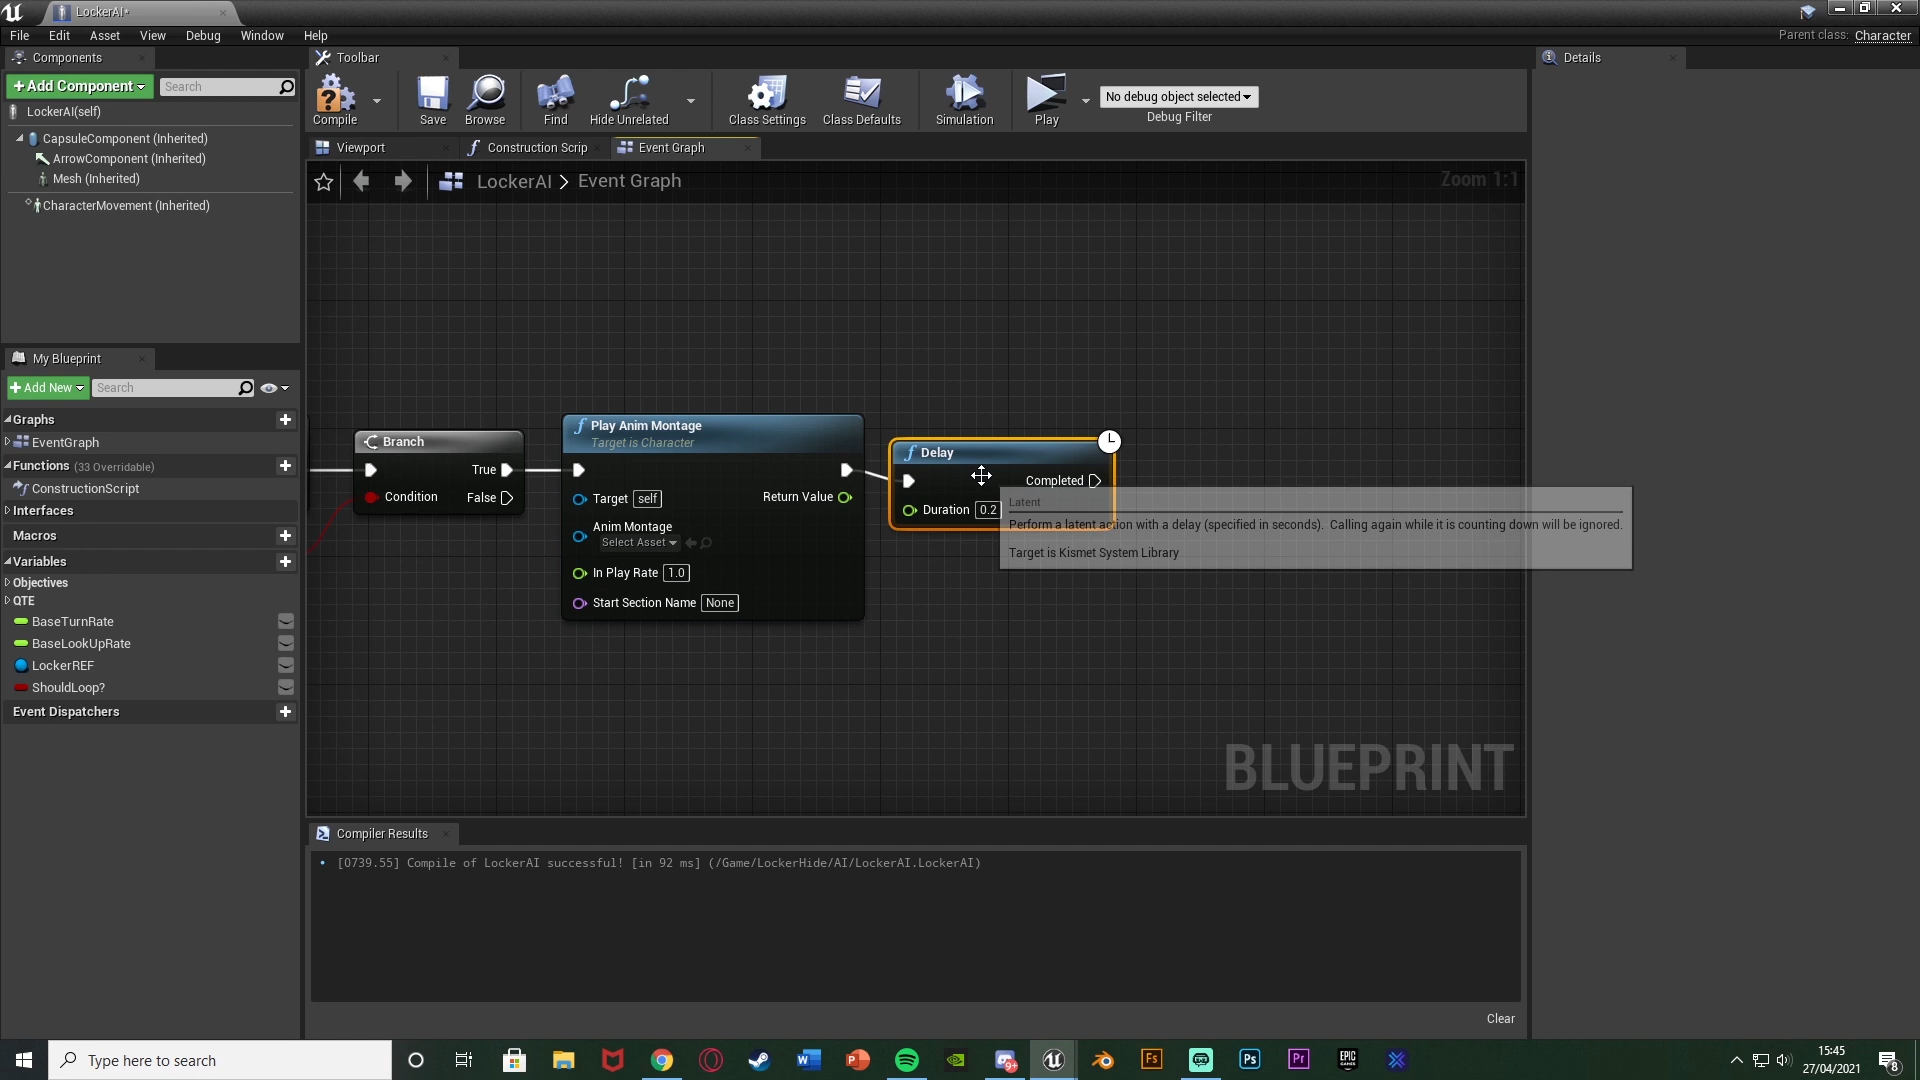 LockerAI*
File Edit Asset View Debug Window Help
Parent class: Character
Components
Toolbar
Details
+Add Component
Search
LockerAI(self)
CapsuleComponent (Inherited)
ArrowComponent (Inherited)
Mesh (Inherited)
CharacterMovement (Inherited)
Compile
Save
Browse
Find
Hide Unrelated
Class Settings
Class Defaults
Simulation
Play
No debug object selected
Debug Filter
Viewport
Construction Scrip
Event Graph
LockerAI > Event Graph
Zoom 1:1
My Blueprint
+Add New
Search
Graphs
EventGraph
Functions (33 Overridable)
ConstructionScript
Interfaces
Macros
Variables
Objectives
QTE
BaseTurnRate
BaseLookUpRate
LockerREF
ShouldLoop?
Event Dispatchers
Branch
True
Condition
False
Play Anim Montage
Target is Character
Target self
Return Value
Anim Montage
Select Asset
In Play Rate 1.0
Start Section Name None
Delay
Completed
Duration 0.2
Latent
Perform a latent action with a delay (specified in seconds). Calling again while it is counting down will be ignored.
Target is Kismet System Library
BLUEPRINT
Compiler Results
[0739.55] Compile of LockerAI successful! [in 92 ms] (/Game/LockerHide/AI/LockerAI.LockerAI)
Clear
Type here to search
9+
Fs
Ps
Pr
EPIC GAMES
15:45
27/04/2021
8